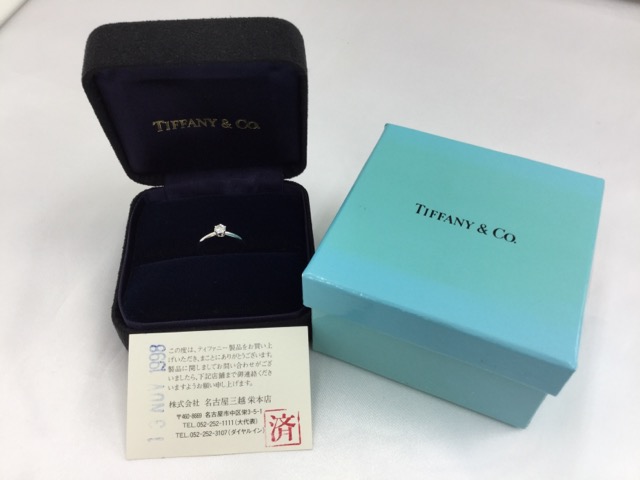 TIFFANY & CO.
TIFFANY & CO.
この度は、ティファニー製品をお買い上
げいただき、まことにありがとうございます。
製品に関しましてお問い合わせがござ
いましたら、下記店舗まで御連絡くださ
いますようお願い申し上げます。
株式会社 名古屋三越 栄本店
〒460-8669 名古屋市中区栄3-5-1
TEL.052-252-1111(大代表)
TEL.052-252-3107(ダイヤルイン)
済
NOV 1998